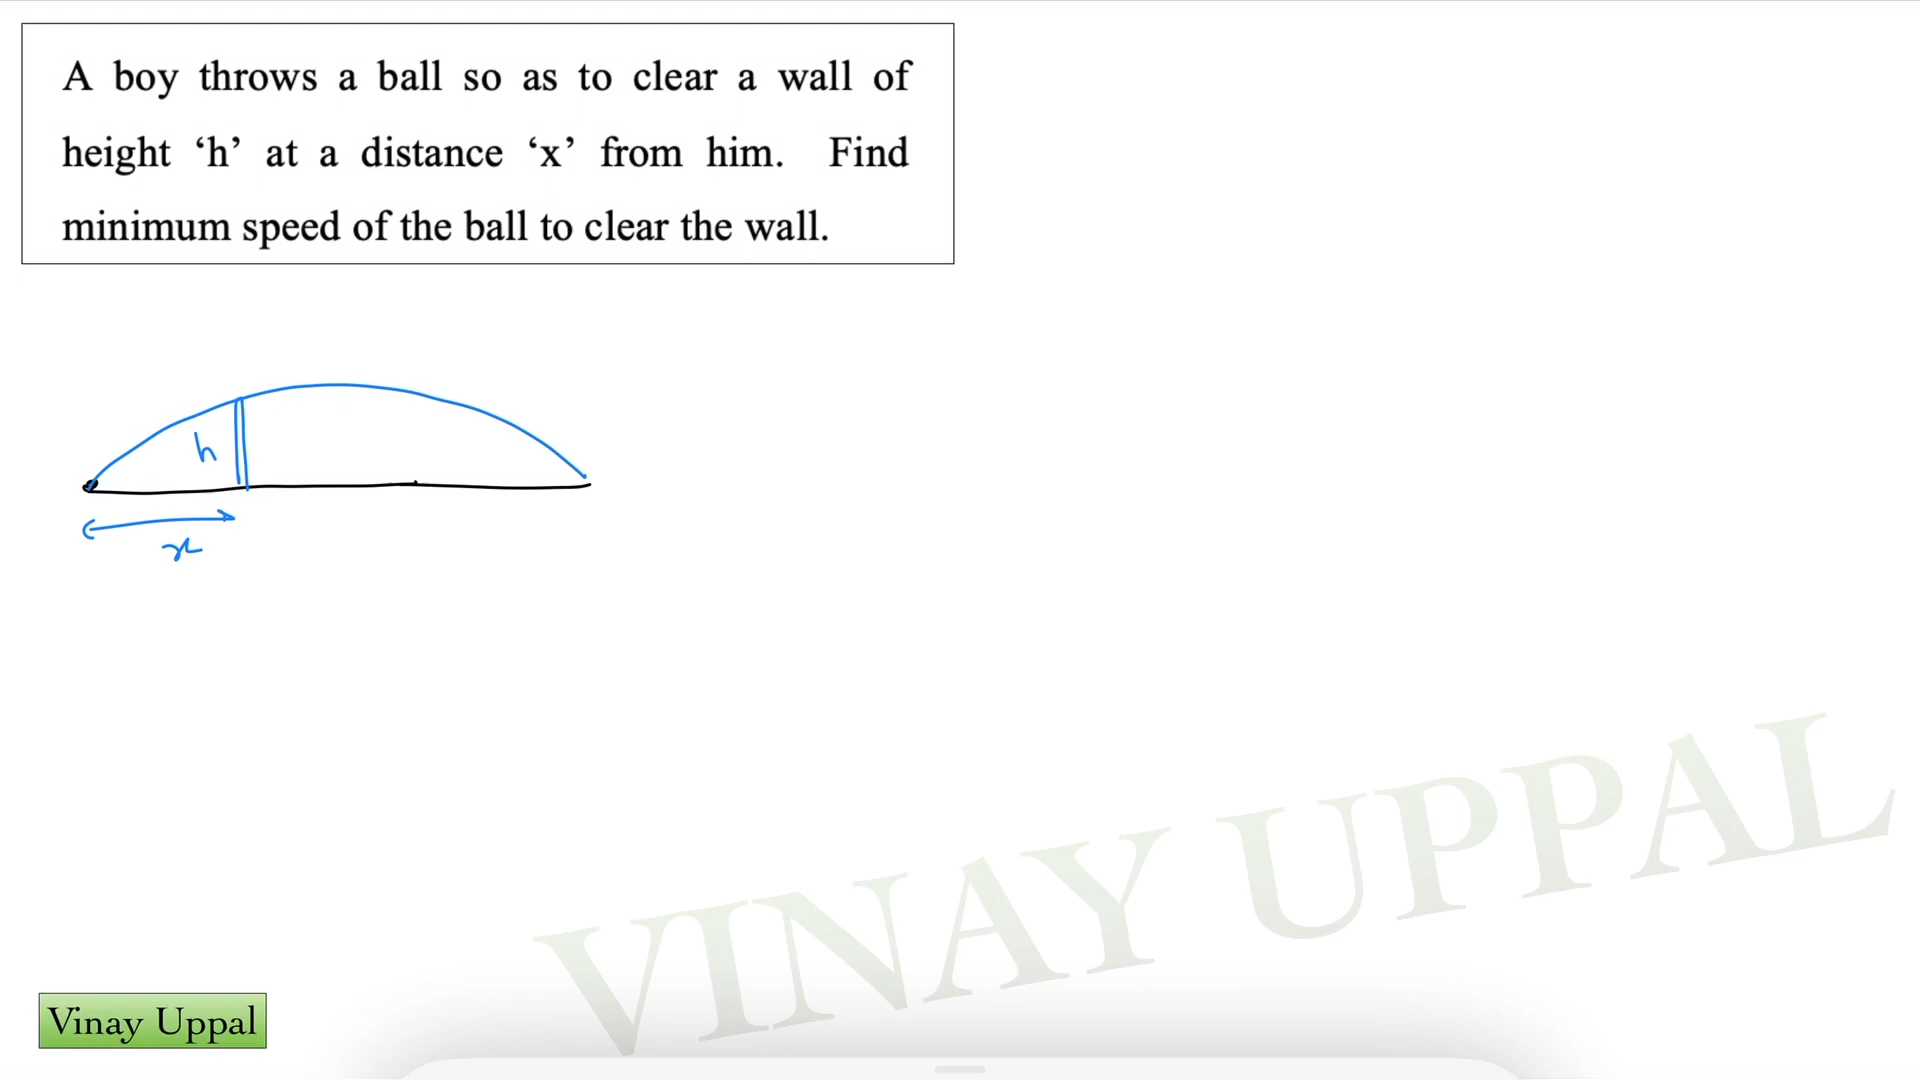 A boy throws a ball so as to clear a wall of
height ‘h’ at a distance ‘x’ from him. Find
minimum speed of the ball to clear the wall.
h
x
VINAY UPPAL
Vinay Uppal